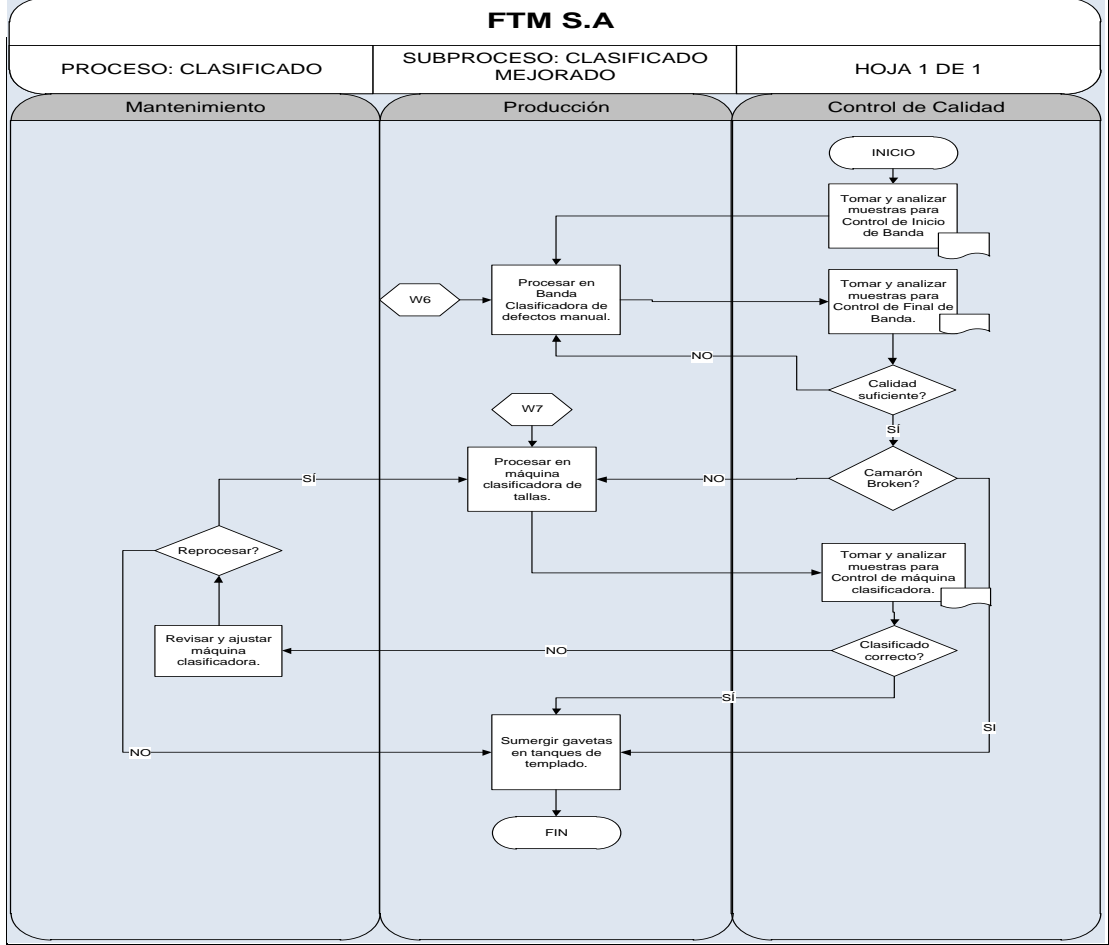 FTM S.A
PROCESO: CLASIFICADO
SUBPROCESO: CLASIFICADO
MEJORADO
HOJA 1 DE 1
Mantenimiento
Producción
Control de Calidad
INICIO
Tomar y analizar
muestras para
Control de Inicio
de Banda
W6
Procesar en
Banda
Clasificadora de
defectos manual.
Tomar y analizar
muestras para
Control de Final de
Banda.
NO
Calidad
suficiente?
W7
SÍ
Procesar en
máquina
clasificadora de
tallas.
SÍ
NO
Camarón
Broken?
Reprocesar?
Tomar y analizar
muestras para
Control de máquina
clasificadora.
Revisar y ajustar
máquina
clasificadora.
NO
Clasificado
correcto?
SÍ
SI
NO
Sumergir gavetas
en tanques de
templado.
FIN